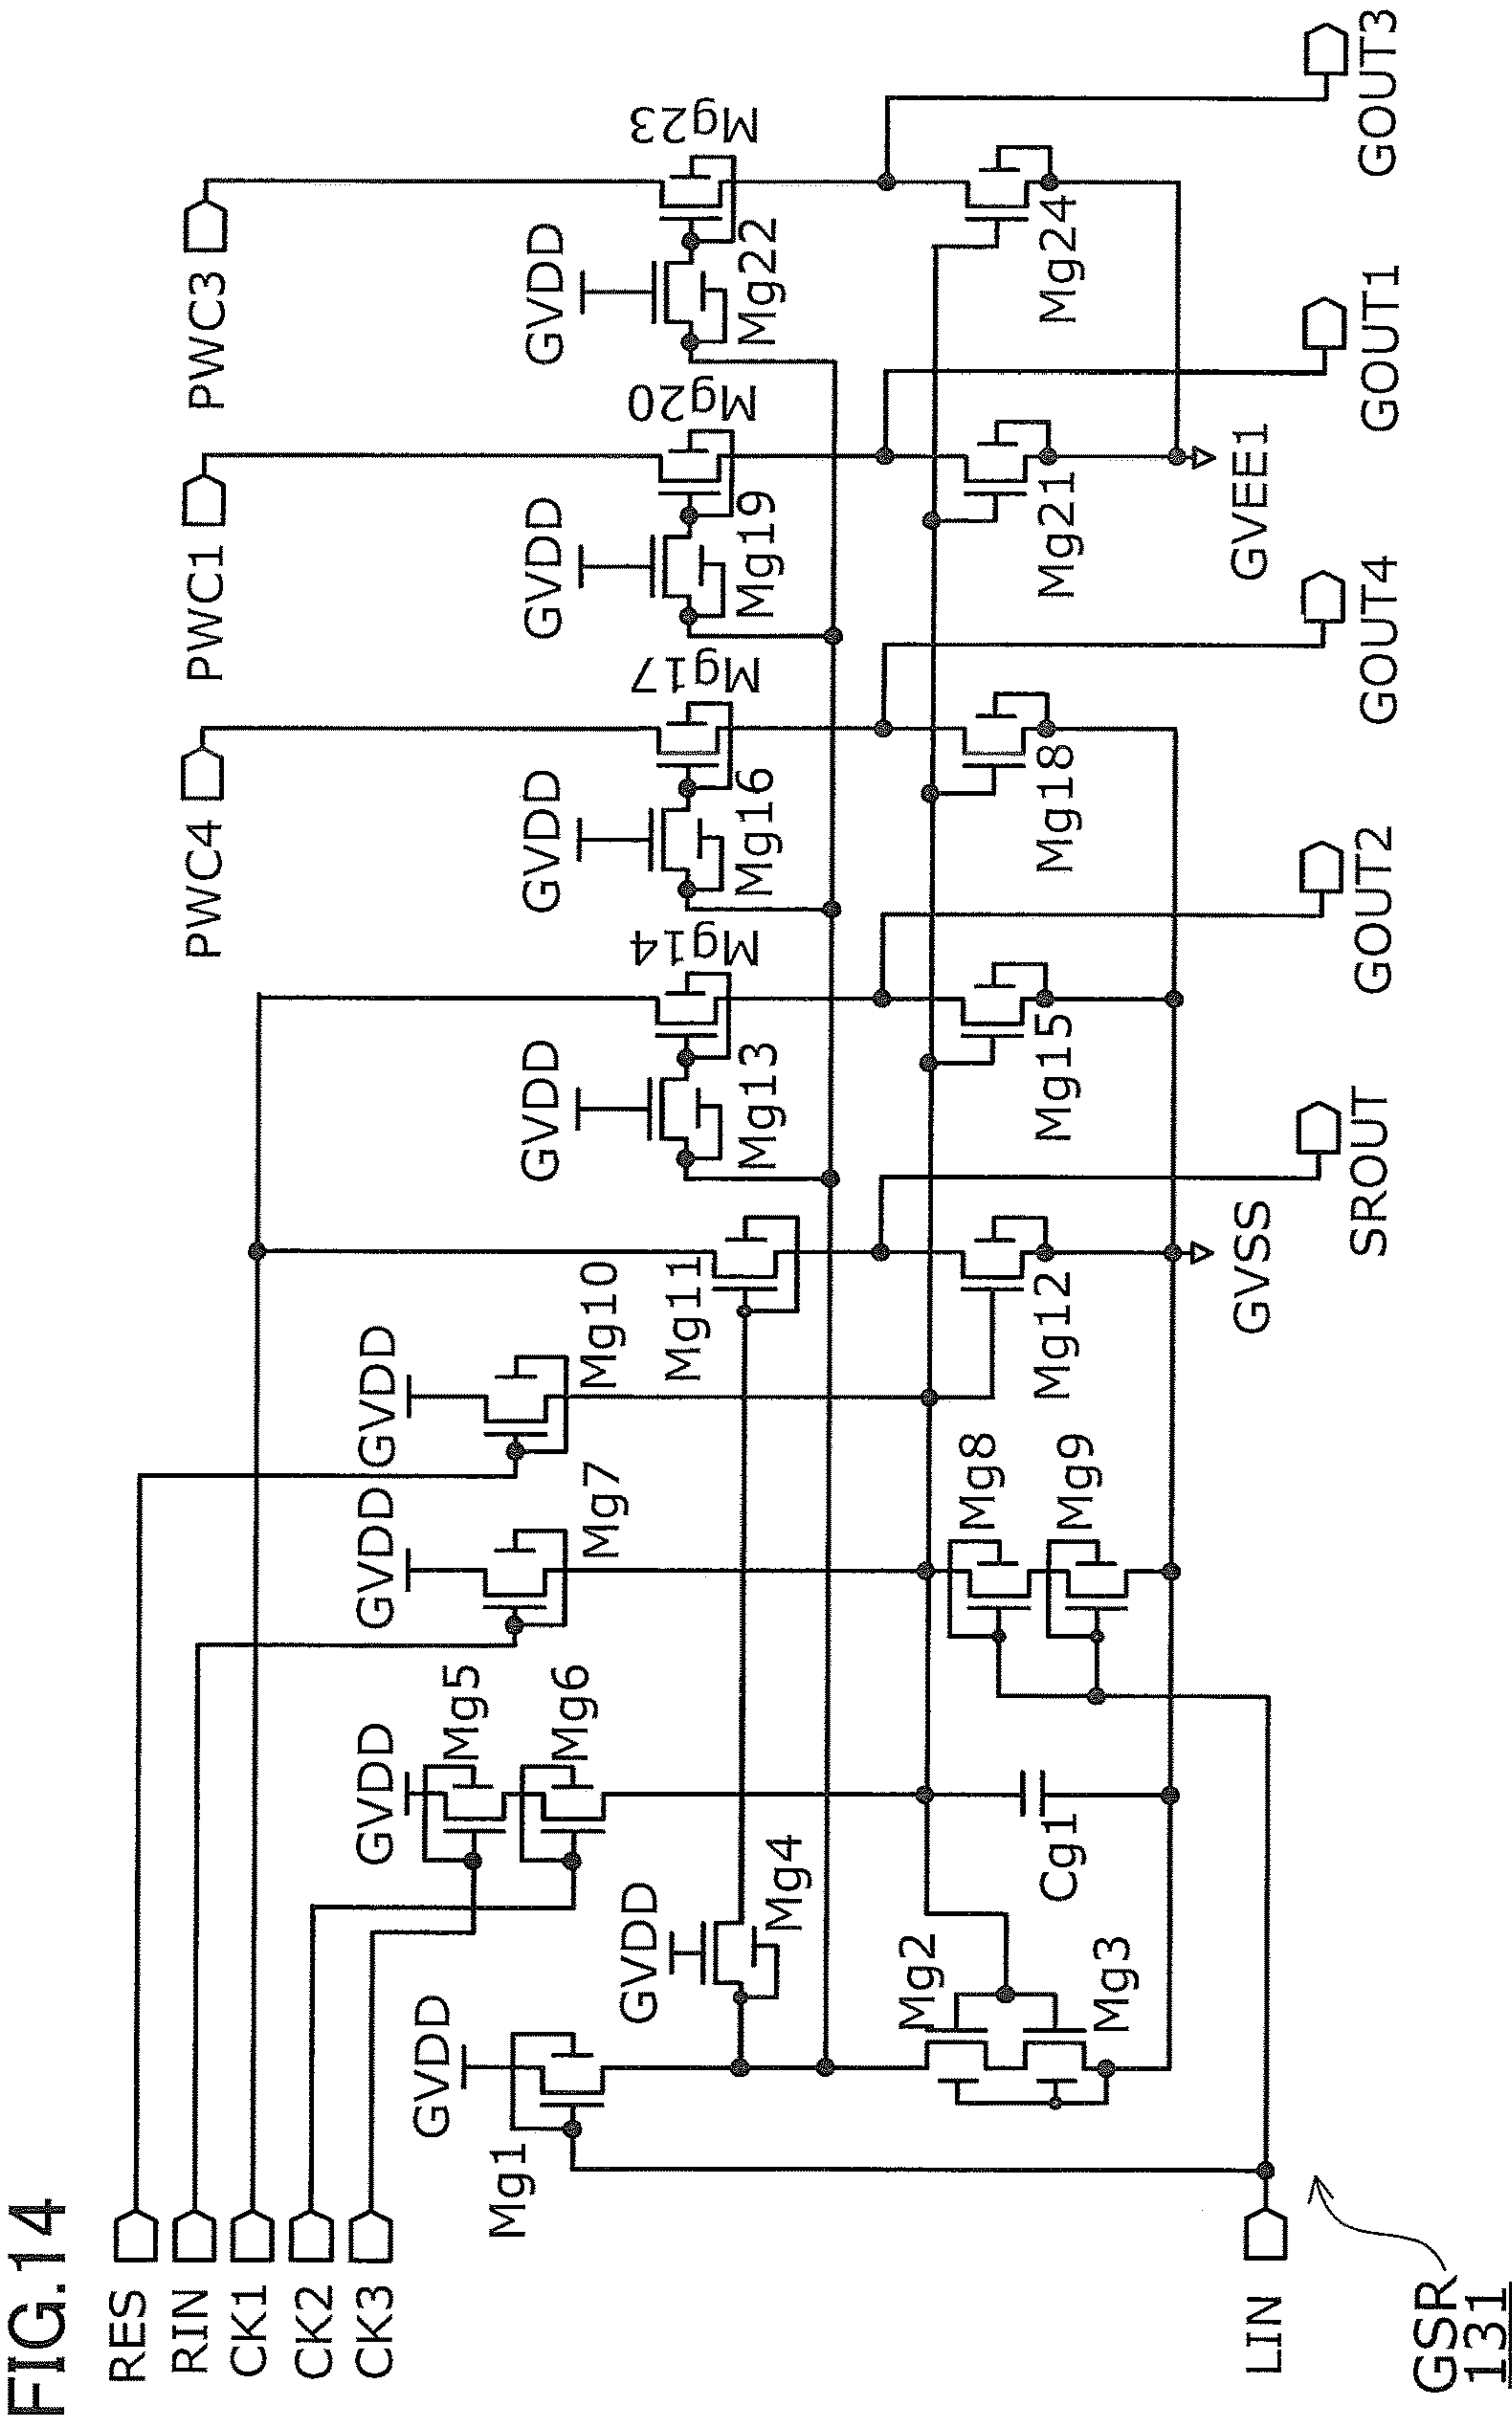 FIG.14
RES
RIN
CK1
CK2
CK3
LIN
GSR
131
GVDD
Mg1
Mg2
Mg3
GVDD
Mg4
GVDD
Mg5
Mg6
Cg1
GVDD
Mg7
Mg8
Mg9
GVDD
Mg10
Mg11
Mg12
GVSS
SROUT
GVDD
Mg13
Mg14
Mg15
GOUT2
PWC4
GVDD
Mg16
Mg17
Mg18
GOUT4
PWC1
GVDD
Mg19
Mg20
Mg21
GVEE1
GOUT1
PWC3
GVDD
Mg22
Mg23
Mg24
GOUT3